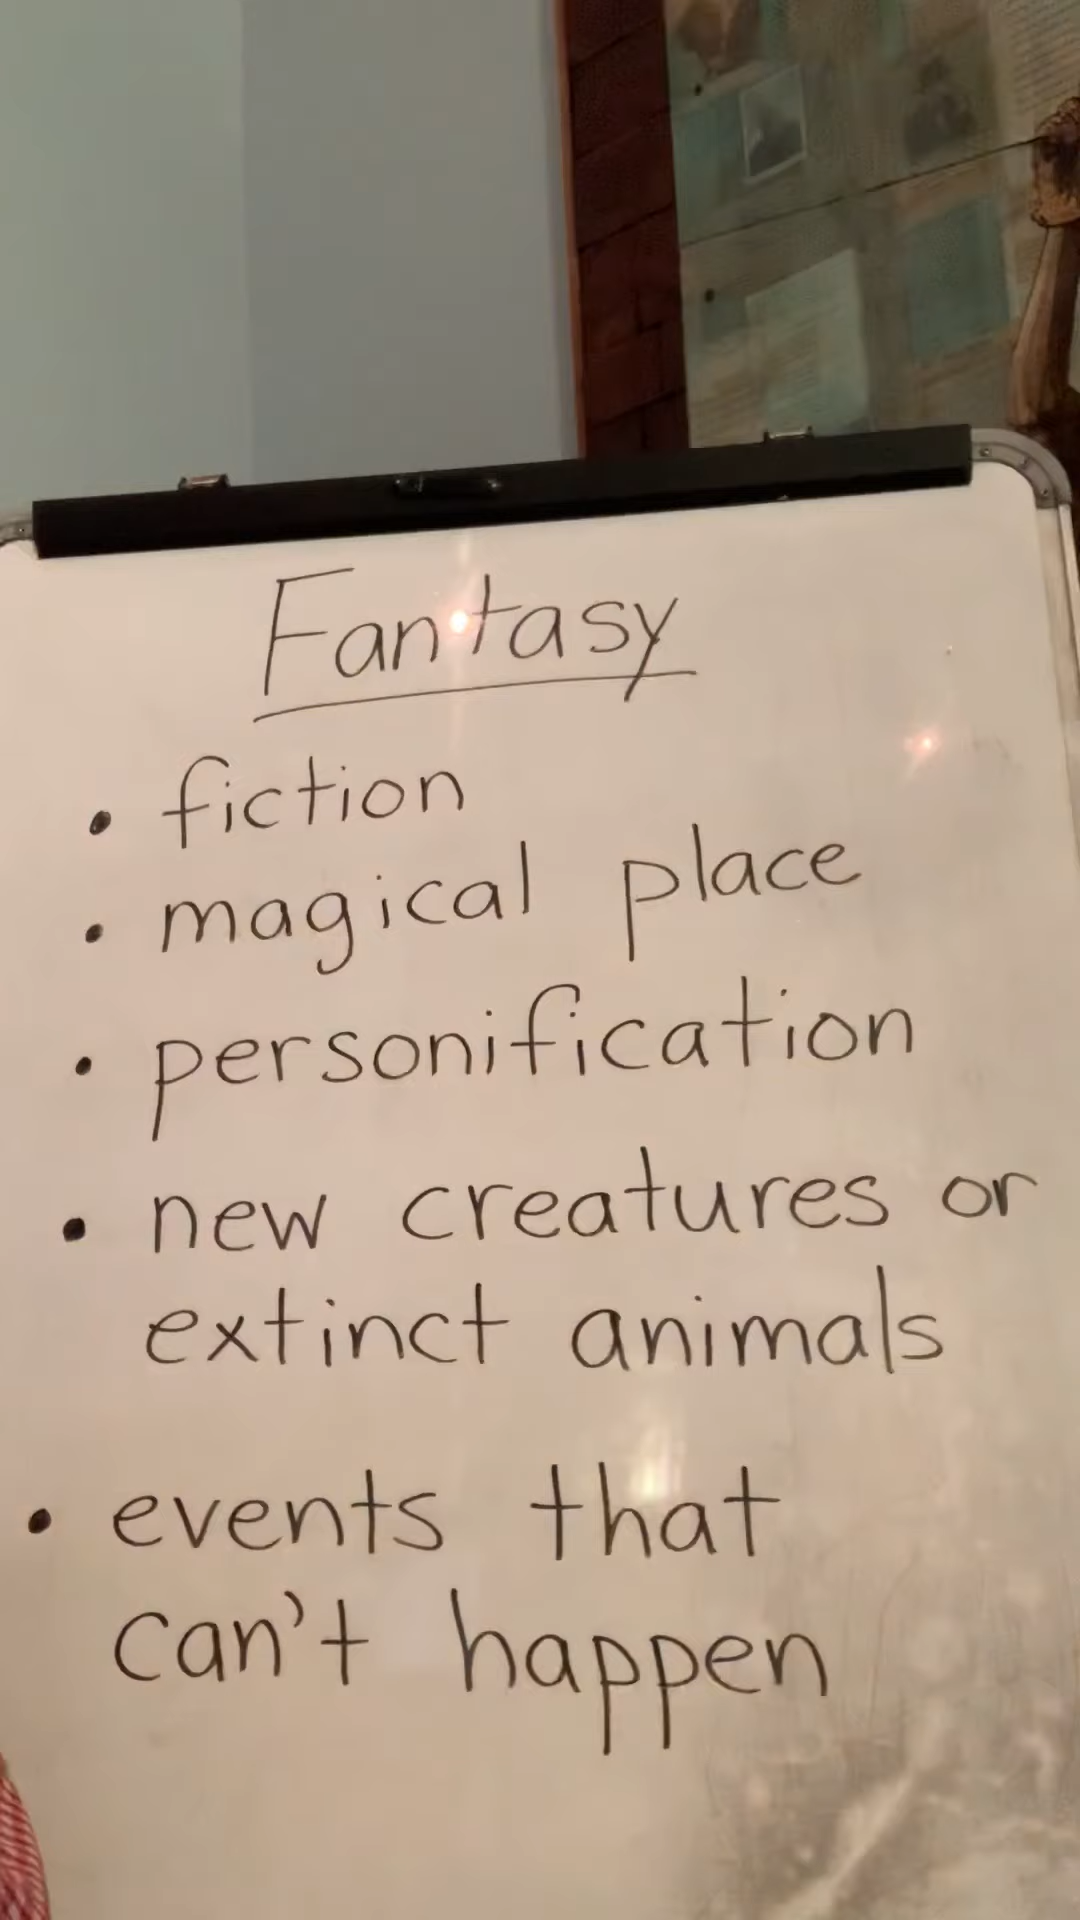 Fantasy
• fiction
• magical place
• personification
• new creatures or
extinct animals
• events that
can't happen